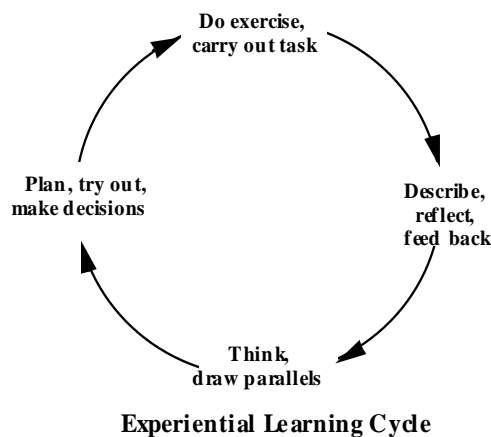 Do exercise,
carry out task
Describe,
reflect,
feed back
Think,
draw parallels
Plan, try out,
make decisions
Experiential Learning Cycle